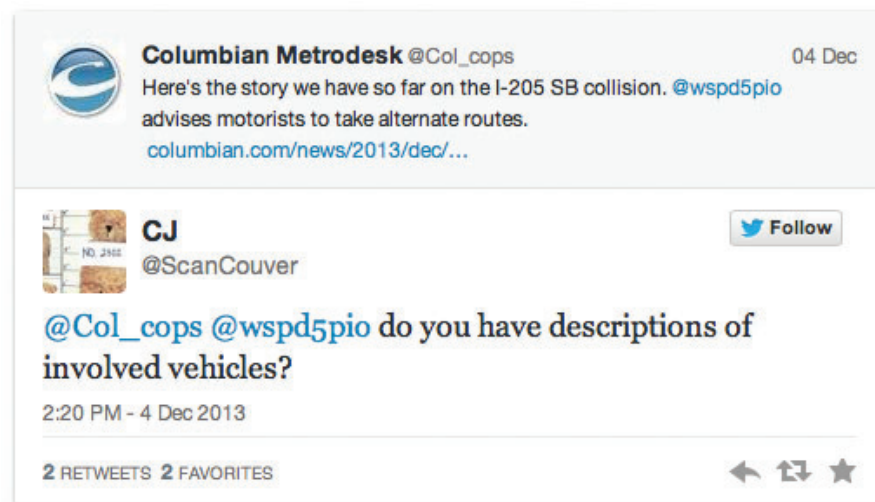 Columbian Metrodesk @Col_cops 04 Dec
Here's the story we have so far on the I-205 SB collision. @wspd5pio
advises motorists to take alternate routes.
columbian.com/news/2013/dec/...
CJ
Follow
@ScanCouver
@Col_cops @wspd5pio do you have descriptions of
involved vehicles?
2:20 PM - 4 Dec 2013
2 RETWEETS 2 FAVORITES